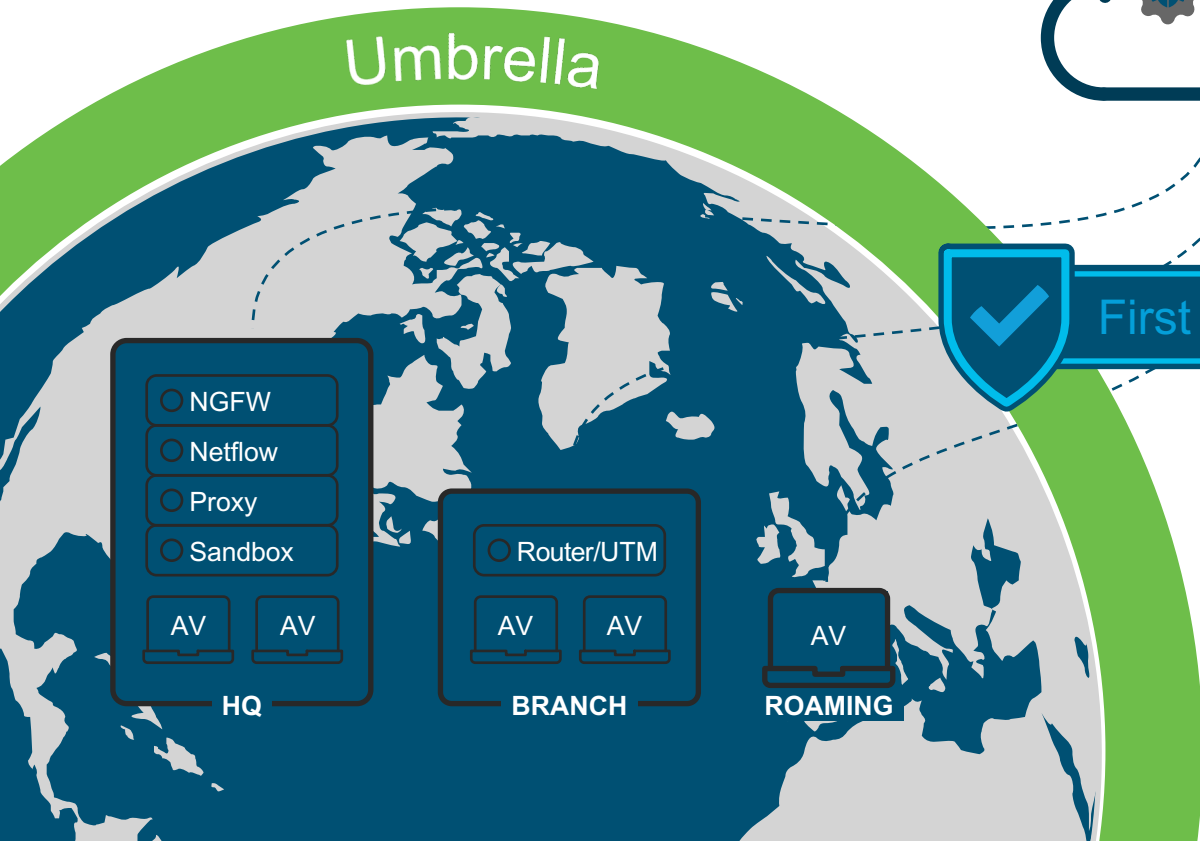 Umbrella
First
NGFW
Netflow
Proxy
Sandbox
AV AV
HQ
Router/UTM
AV AV
BRANCH
AV
ROAMING